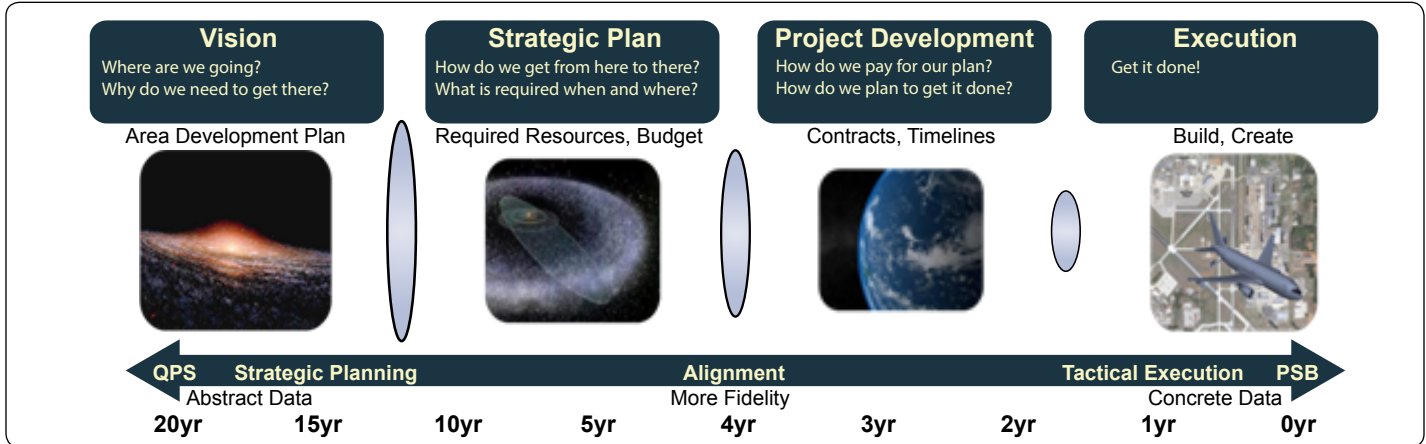 Vision
Where are we going?
Why do we need to get there?
Strategic Plan
How do we get from here to there?
What is required when and where?
Project Development
How do we pay for our plan?
How do we plan to get it done?
Execution
Get it done!
Area Development Plan
Required Resources, Budget
Contracts, Timelines
Build, Create
QPS Strategic Planning Alignment Tactical Execution PSB
Abstract Data More Fidelity Concrete Data
20yr 15yr 10yr 5yr 4yr 3yr 2yr 1yr 0yr